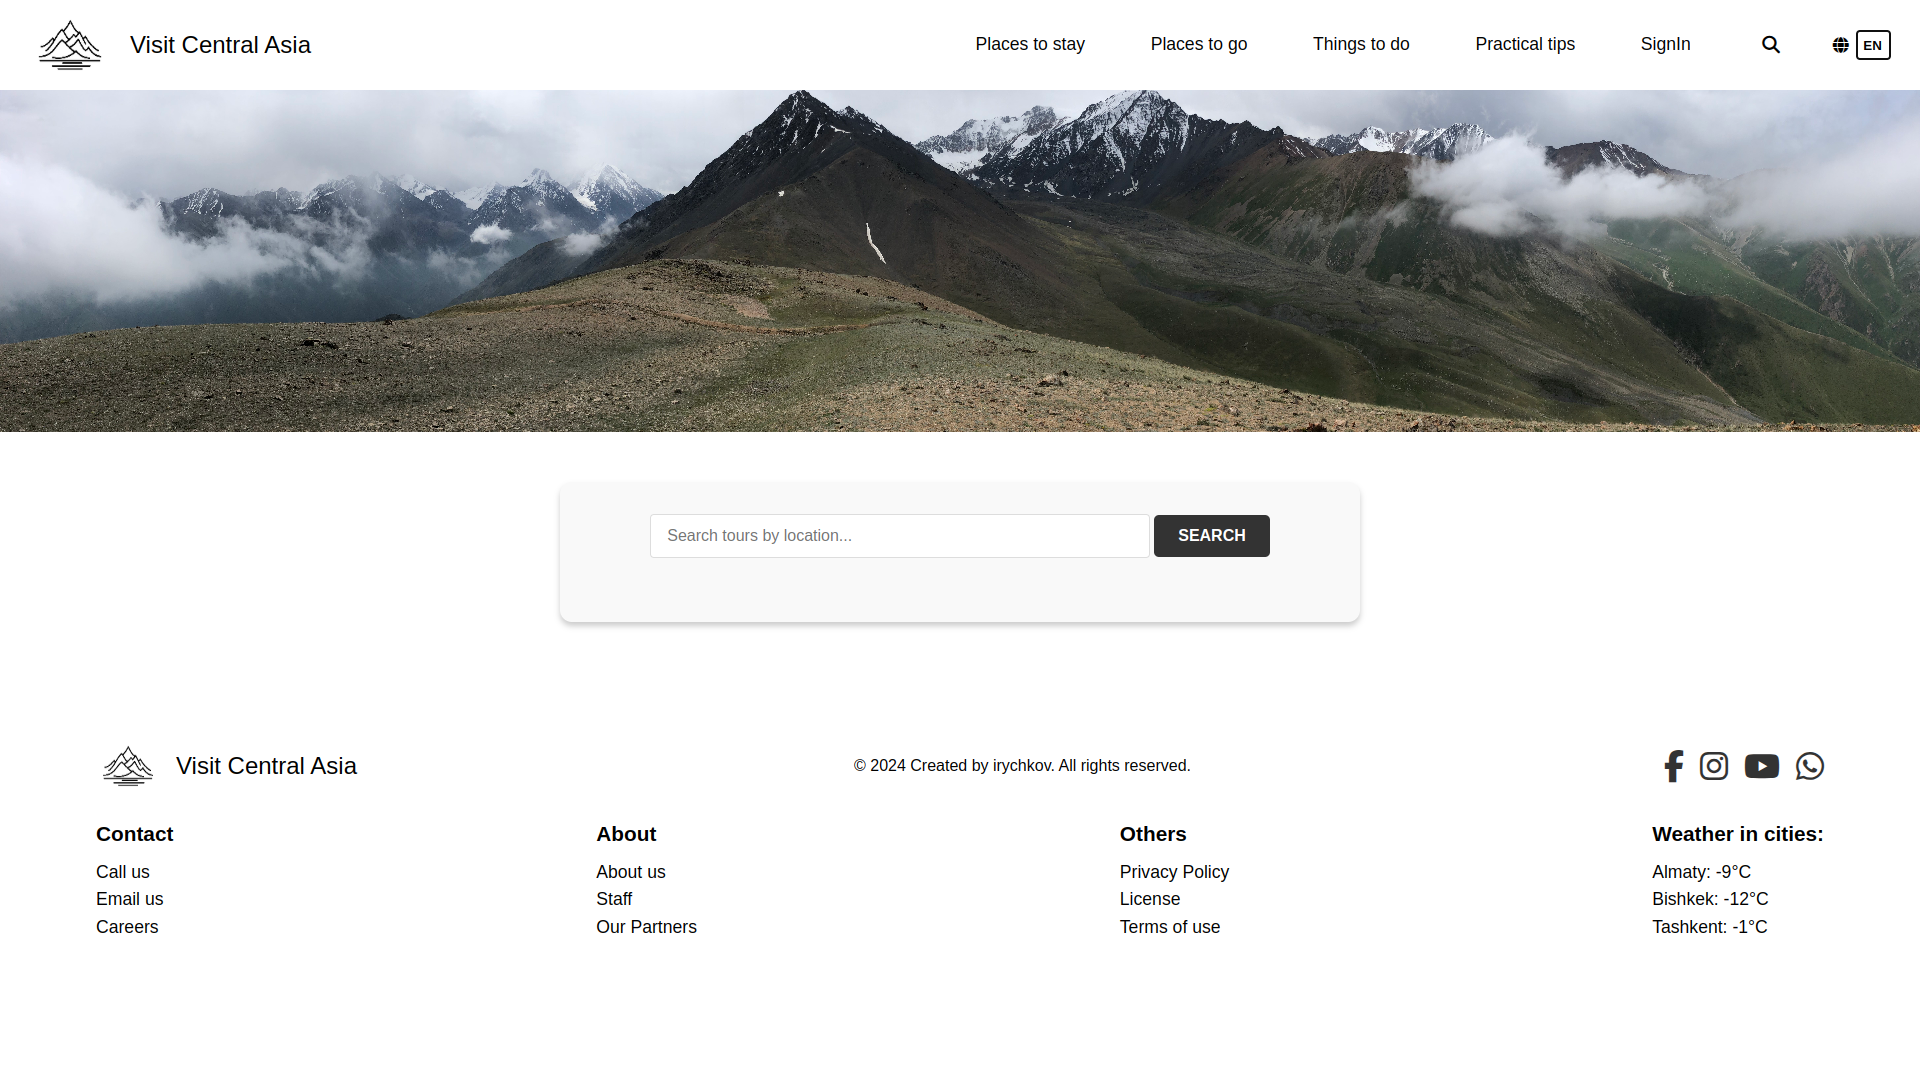 Visit Central Asia
Places to stay
Places to go
Things to do
Practical tips
SignIn
EN
Search tours by location...
SEARCH
Visit Central Asia
© 2024 Created by irychkov. All rights reserved.
Contact
Call us
Email us
Careers
About
About us
Staff
Our Partners
Others
Privacy Policy
License
Terms of use
Weather in cities:
Almaty: -9°C
Bishkek: -12°C
Tashkent: -1°C